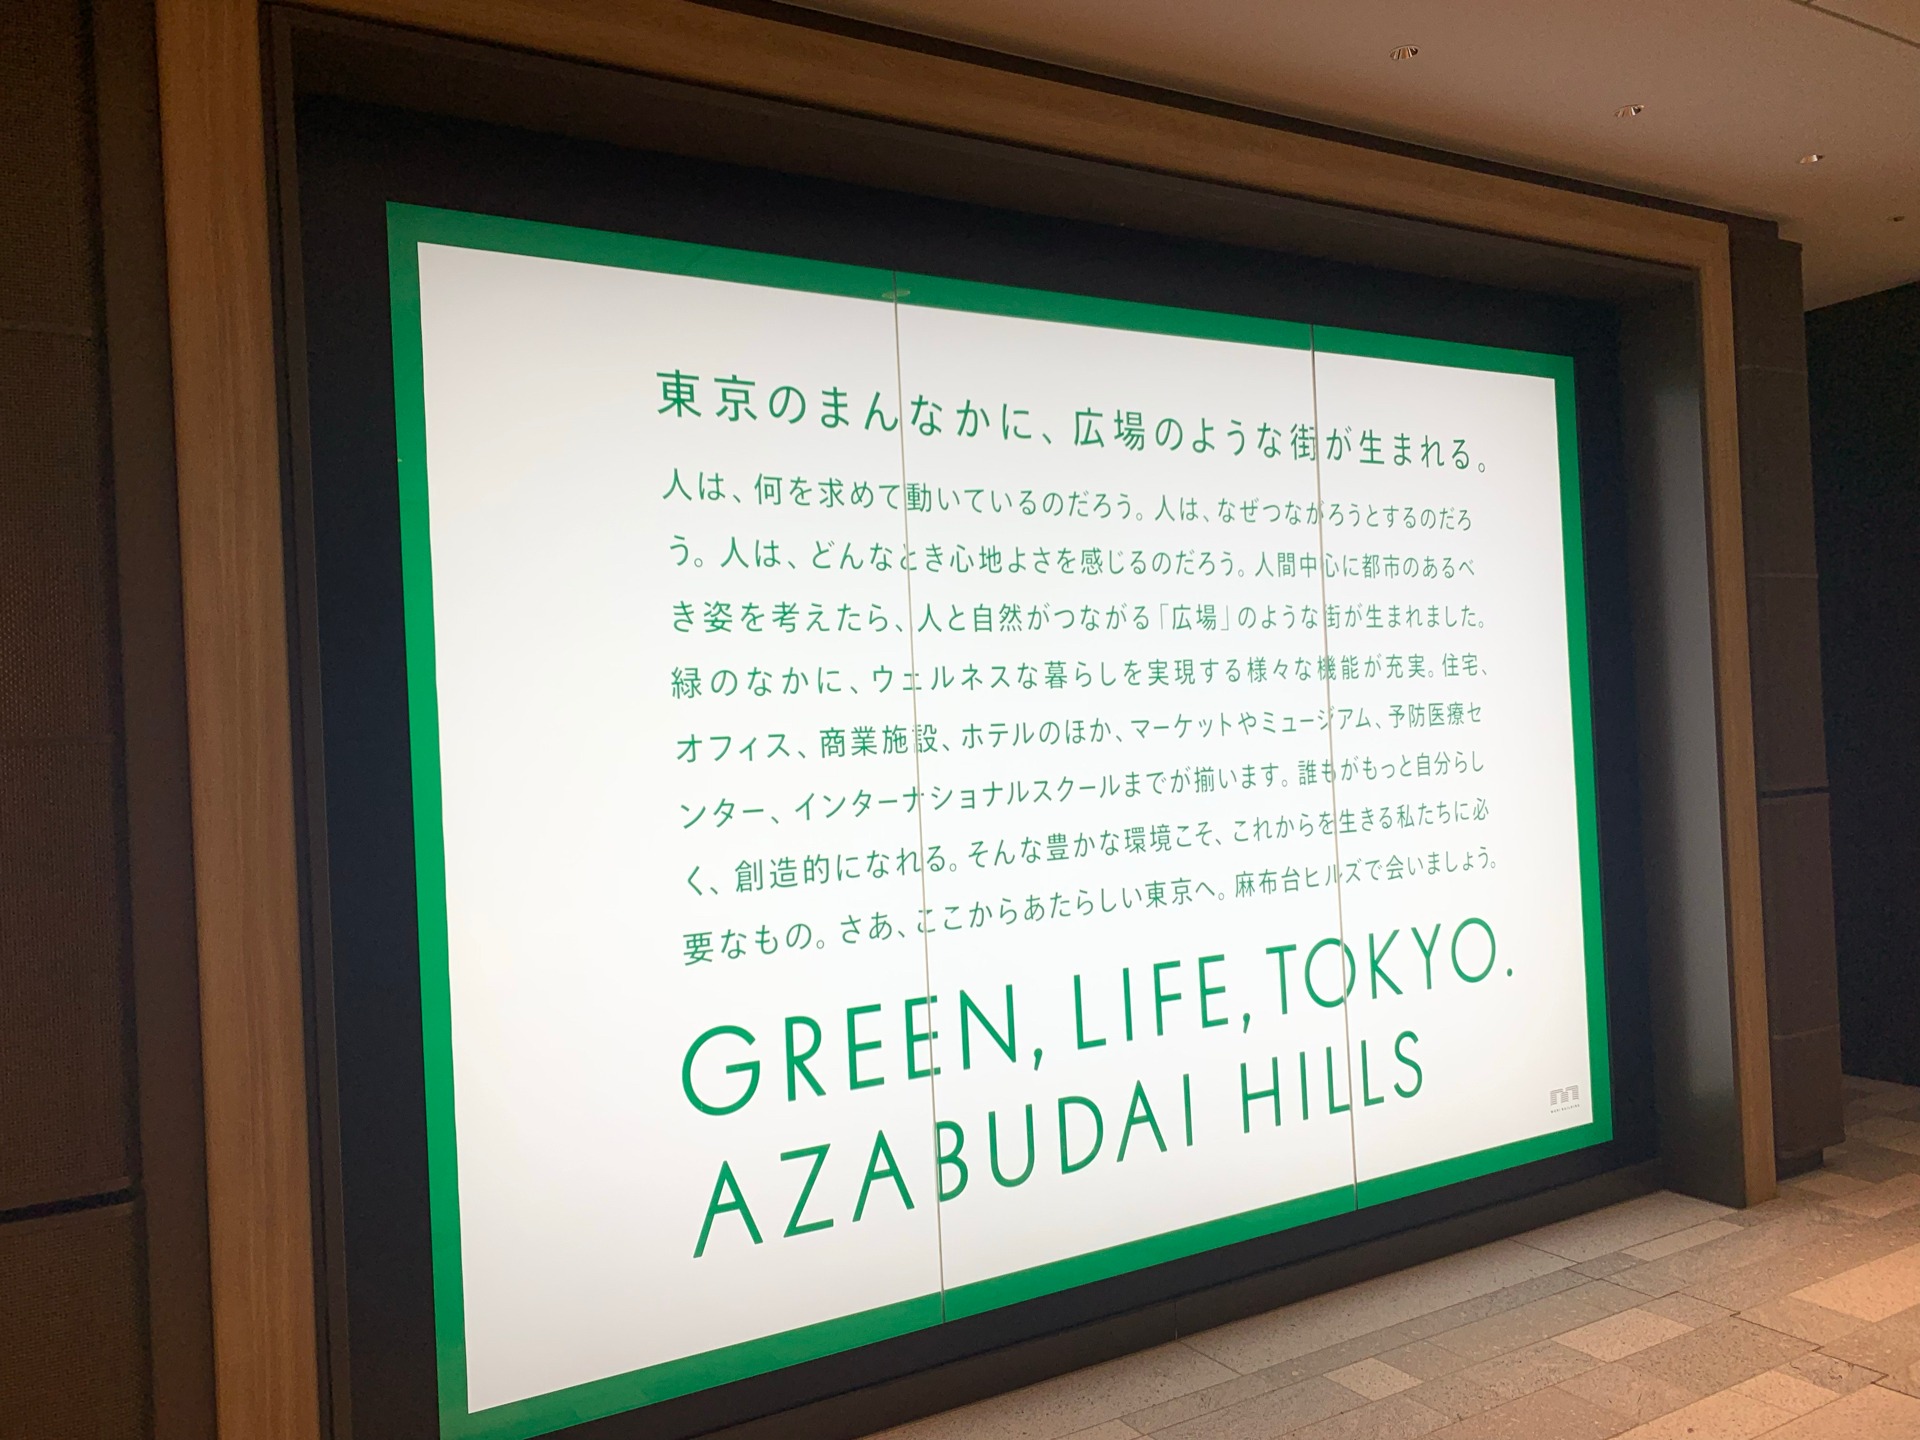 東京のまんなかに、広場のような街が生まれる。
人は、何を求めて動いているのだろう。人は、なぜつながろうとするのだろ
う。人は、どんなとき心地よさを感じるのだろう。人間中心に都市のあるべ
き姿を考えたら、人と自然がつながる「広場」のような街が生まれました。
緑のなかに、ウェルネスな暮らしを実現する様々な機能が充実。住宅、
オフィス、商業施設、ホテルのほか、マーケットやミュージアム、予防医療セ
ンター、インターナショナルスクールまでが揃います。誰もがもっと自分らし
く、創造的になれる。そんな豊かな環境こそ、これからを生きる私たちに必
要なもの。さあ、ここからあたらしい東京へ。麻布台ヒルズで会いましょう。
GREEN, LIFE, TOKYO.
AZABUDAI HILLS
MORI BUILDING